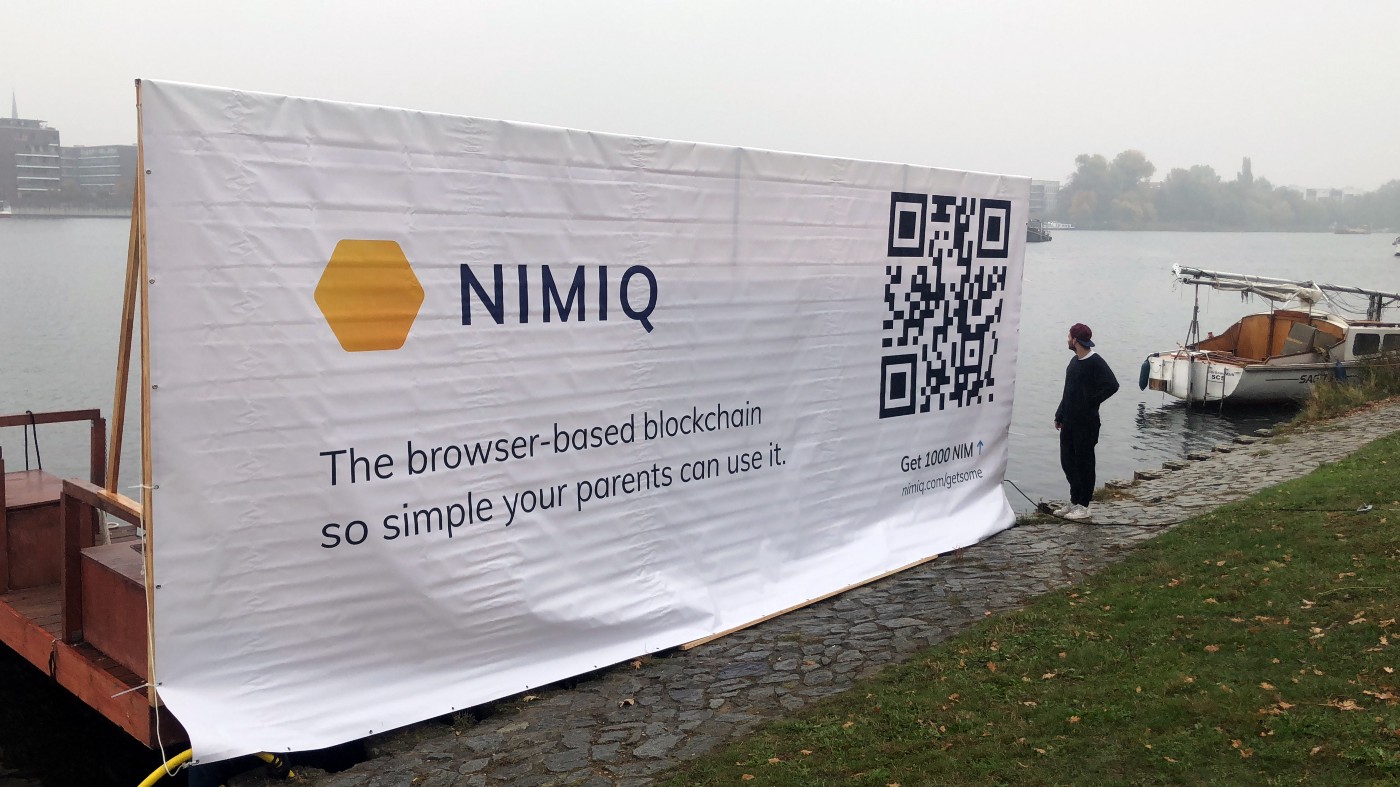 NIMIQ
The browser-based blockchain
so simple your parents can use it.
Get 1000 NIM ↑
nimiq.com/getsome